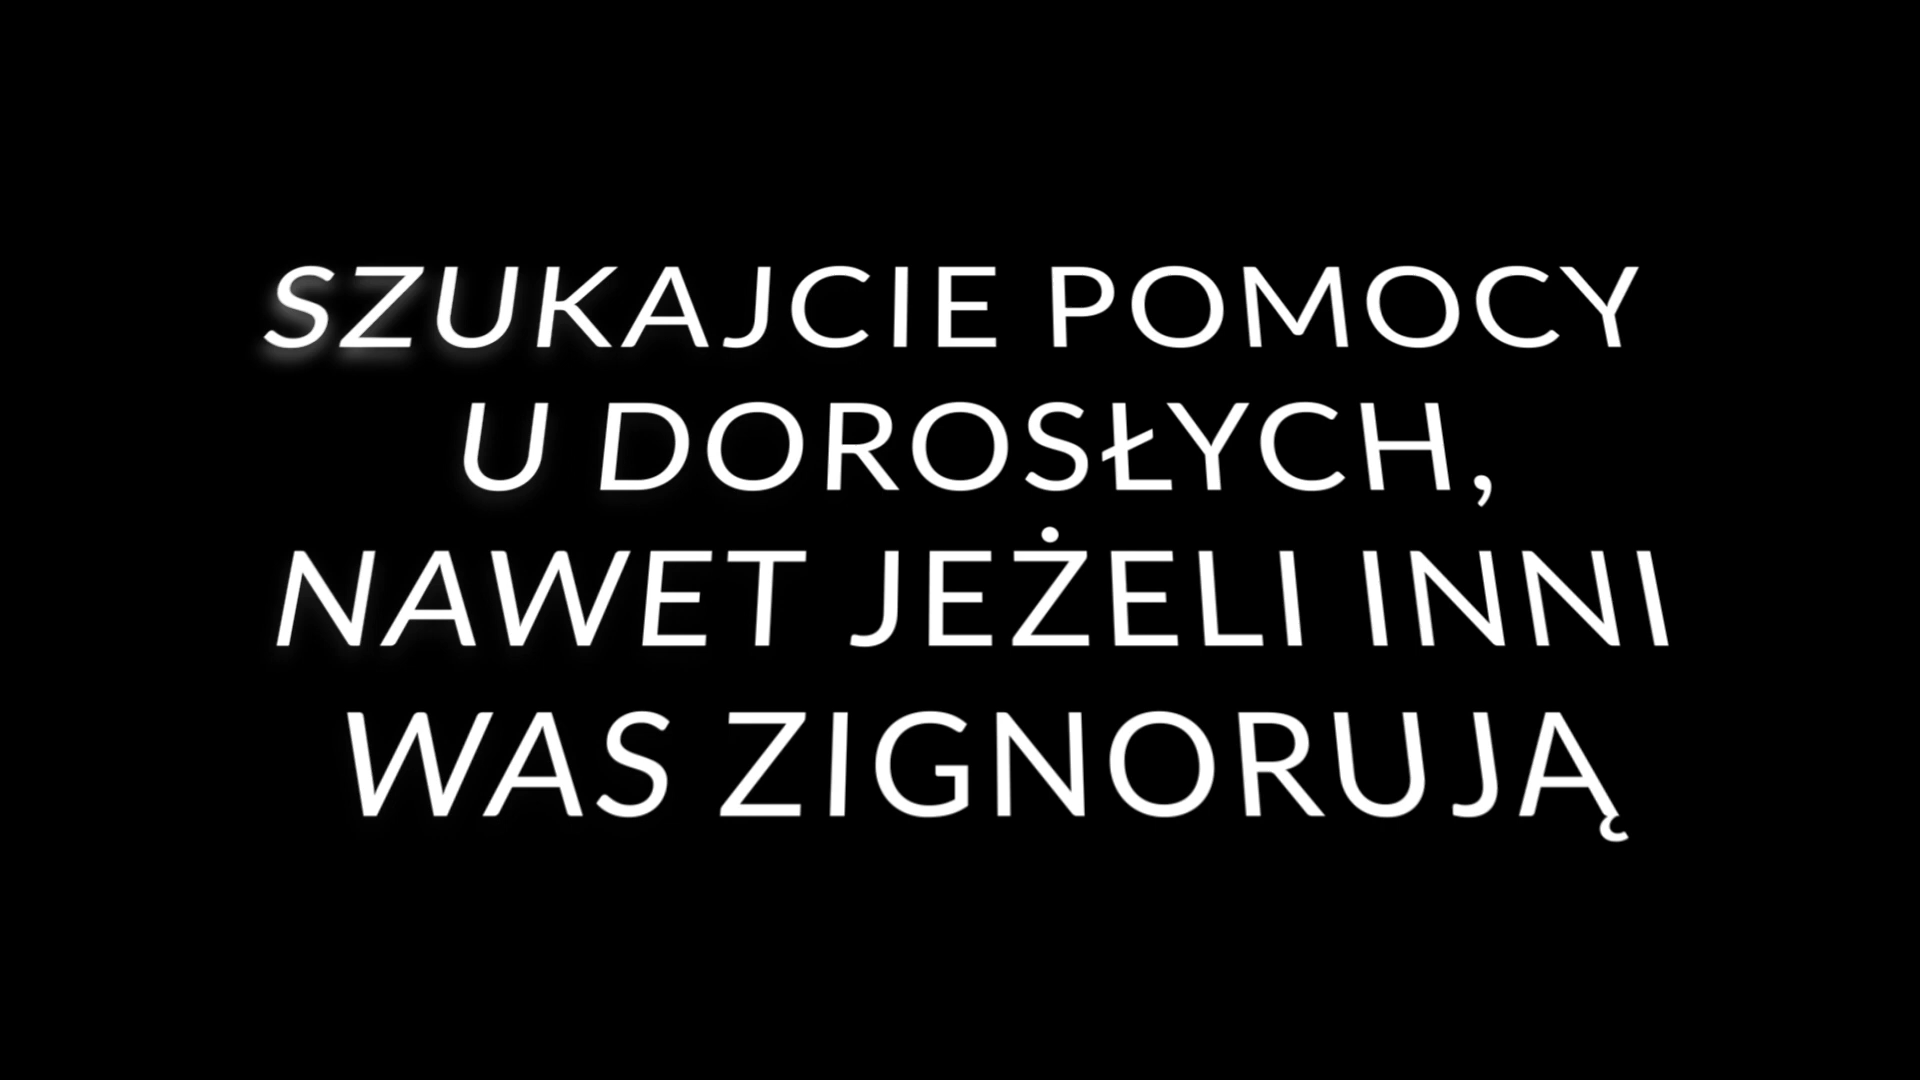 SZUKAJCIE POMOCY
U DOROSŁYCH,
NAWET JEŻELI INNI
WAS ZIGNORUJĄ